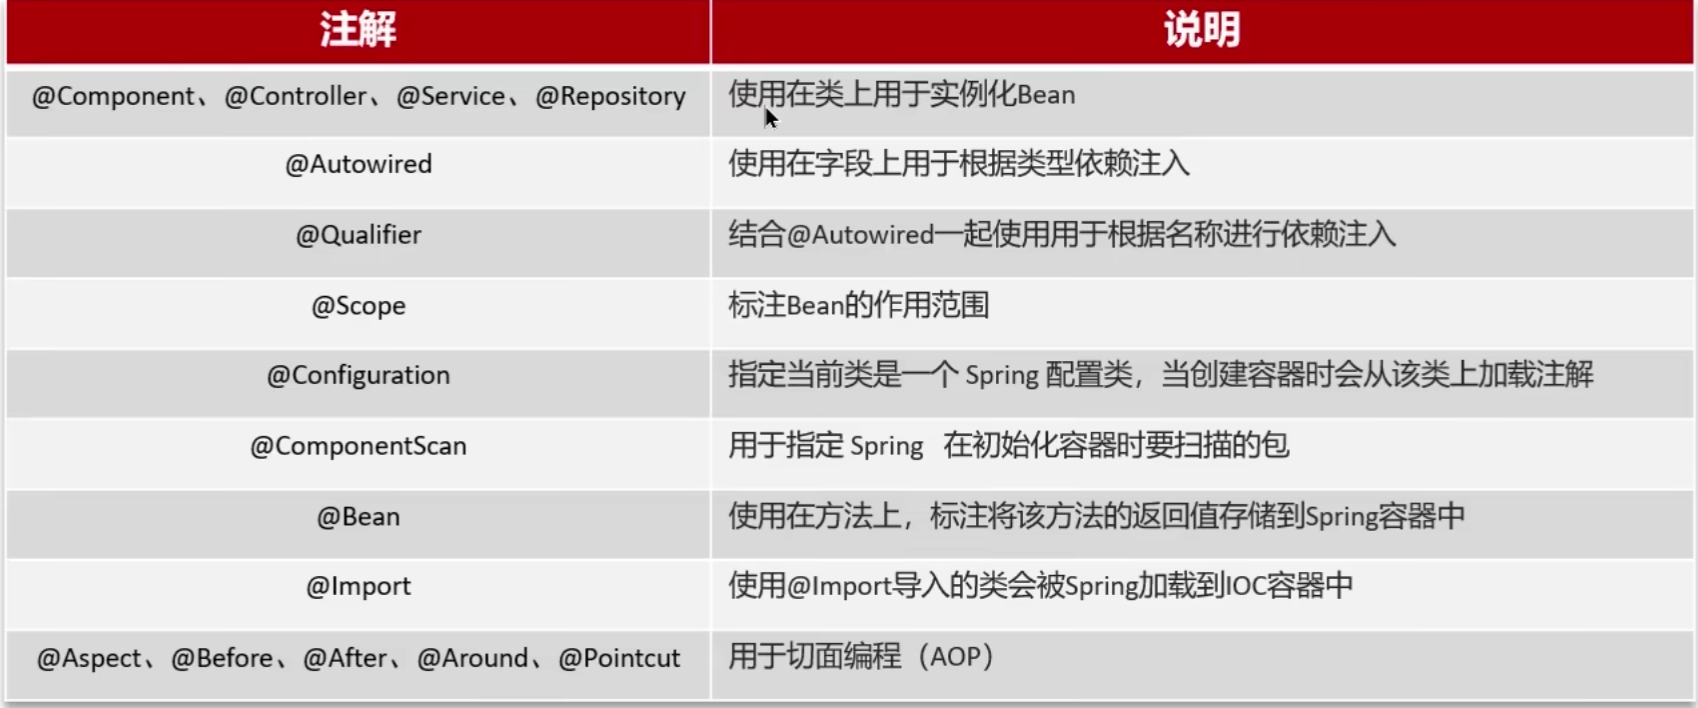 注解 说明
@Component、@Controller、@Service、@Repository 使用在类上用于实例化Bean
@Autowired 使用在字段上用于根据类型依赖注入
@Qualifier 结合@Autowired一起使用用于根据名称进行依赖注入
@Scope 标注Bean的作用范围
@Configuration 指定当前类是一个 Spring 配置类，当创建容器时会从该类上加载注解
@ComponentScan 用于指定 Spring 在初始化容器时要扫描的包
@Bean 使用在方法上，标注将该方法的返回值存储到Spring容器中
@Import 使用@Import导入的类会被Spring加载到IOC容器中
@Aspect、@Before、@After、@Around、@Pointcut 用于切面编程（AOP）